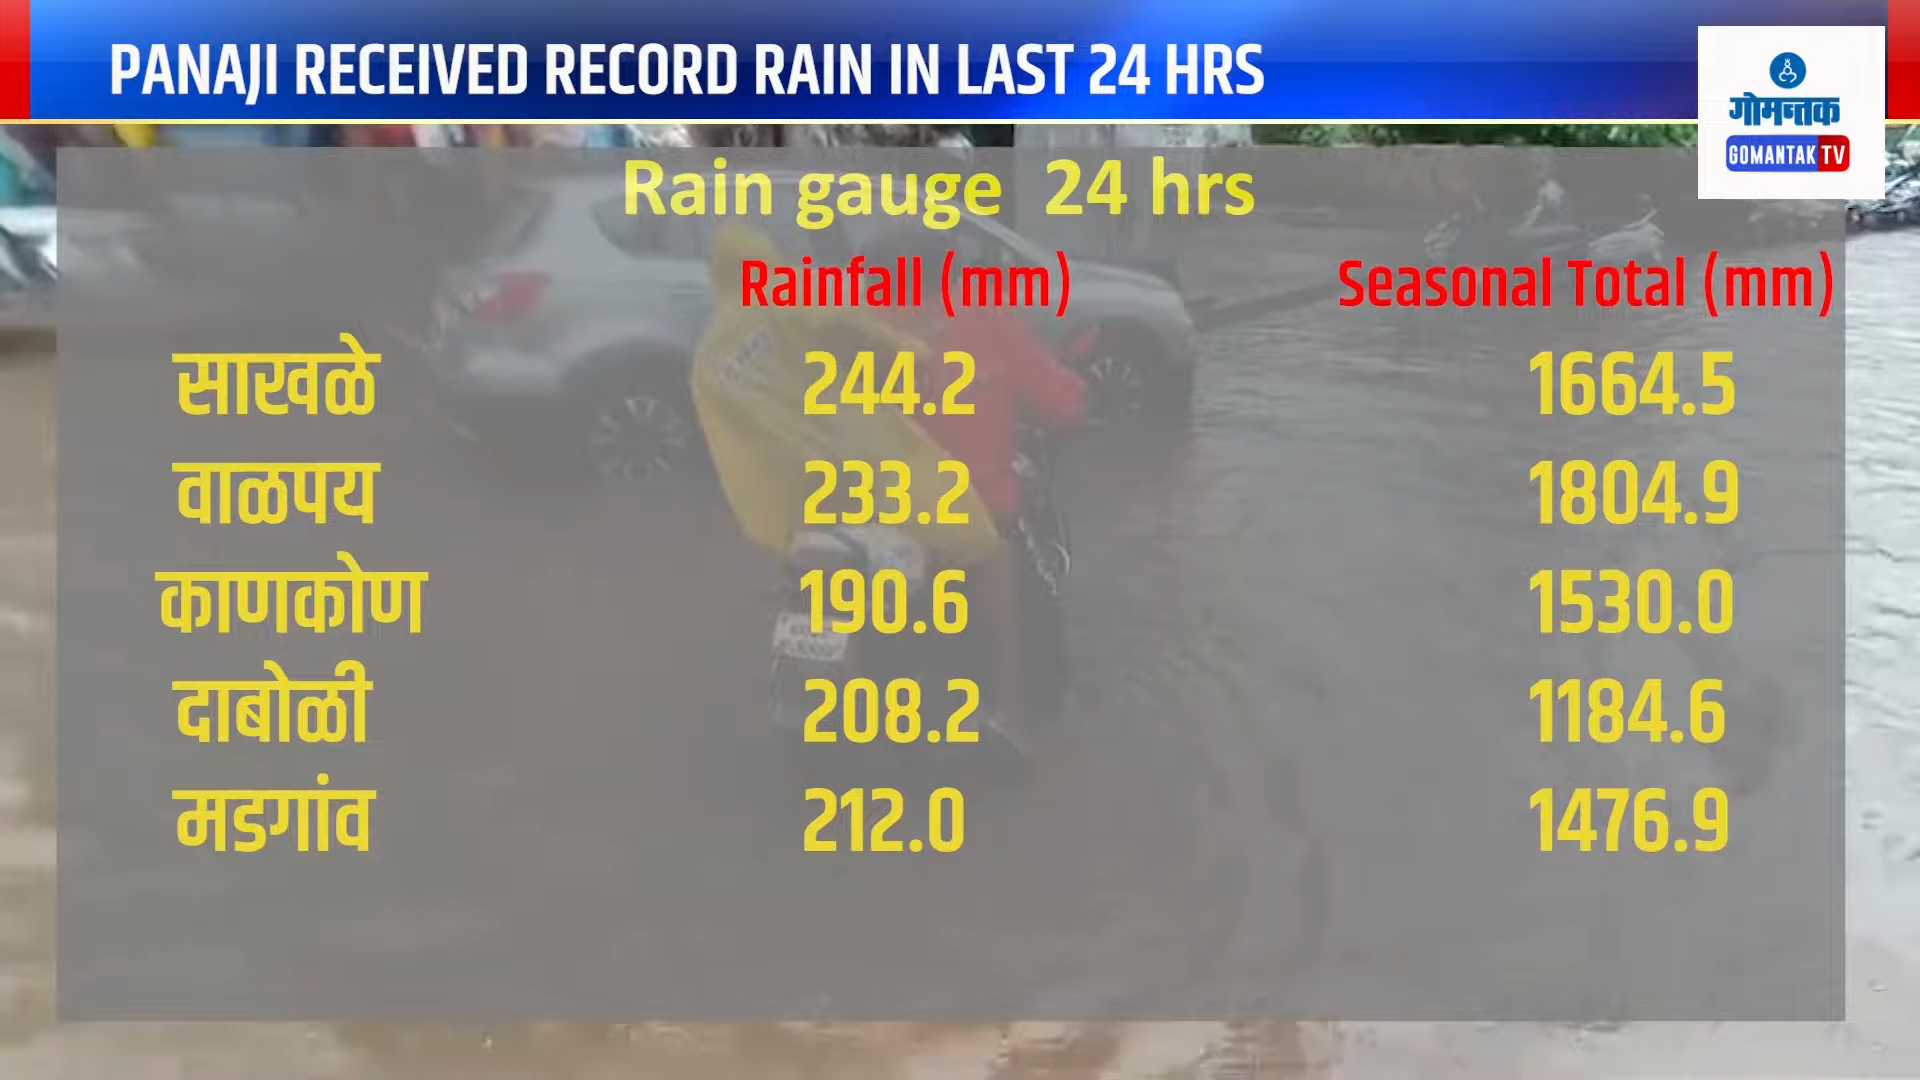 PANAJI RECEIVED RECORD RAIN IN LAST 24 HRS
गोमन्तक
GOMANTAK TV
Rain gauge 24 hrs
Rainfall (mm) Seasonal Total (mm)
साखळे 244.2 1664.5
वाळपय 233.2 1804.9
काणकोण 190.6 1530.0
दाबोळी 208.2 1184.6
मडगांव 212.0 1476.9